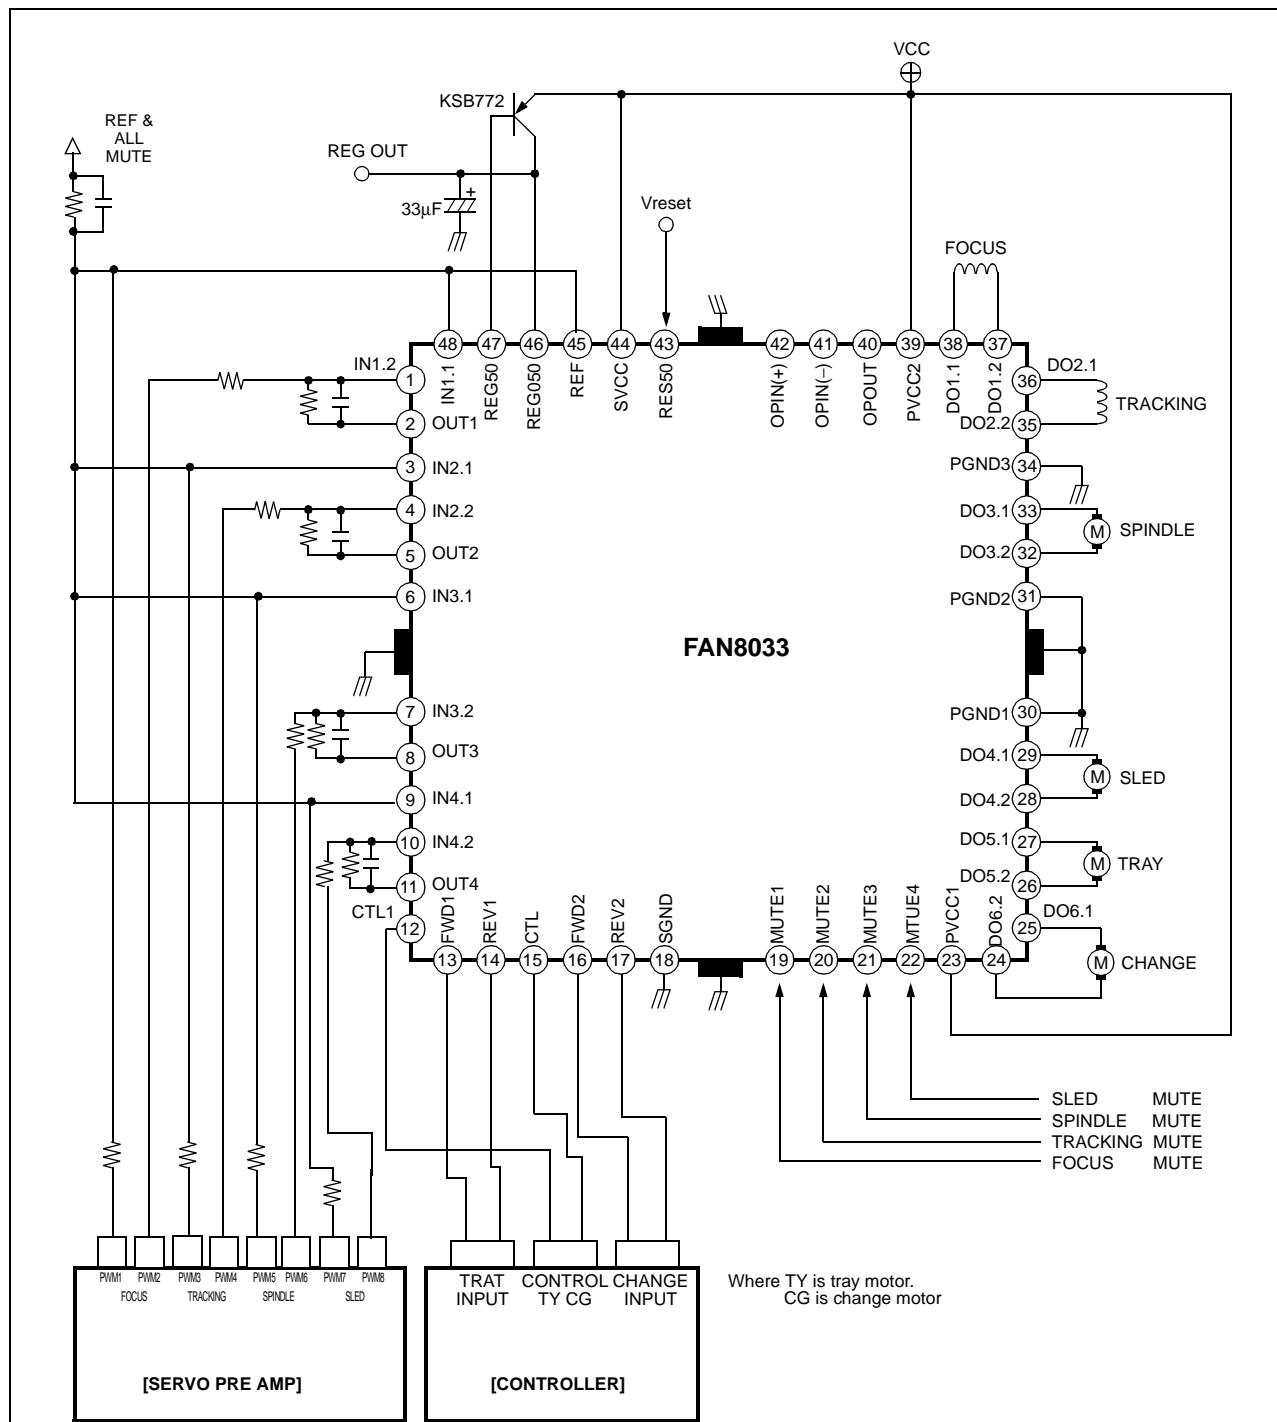 VCC
KSB772
REF &
ALL
MUTE
REG OUT
33μF
+
Vreset
FOCUS
48
47
46
45
44
43
42
41
40
39
38
37
IN1.1
REG50
REG050
REF
SVCC
RES50
OPIN(+)
OPIN(−)
OPOUT
PVCC2
DO1.1
DO1.2
IN1.2
1
2
OUT1
3
IN2.1
4
IN2.2
5
OUT2
6
IN3.1
7
IN3.2
8
OUT3
9
IN4.1
10
IN4.2
11
OUT4
CTL1
12
FAN8033
36
DO2.1
TRACKING
DO2.2
35
PGND3
34
DO3.1
33
M
SPINDLE
DO3.2
32
PGND2
31
PGND1
30
DO4.1
29
M
SLED
DO4.2
28
DO5.1
27
M
TRAY
DO5.2
26
DO6.1
25
M
CHANGE
FWD1
REV1
CTL
FWD2
REV2
SGND
MUTE1
MUTE2
MUTE3
MTUE4
PVCC1
DO6.2
13
14
15
16
17
18
19
20
21
22
23
24
SLED MUTE
SPINDLE MUTE
TRACKING MUTE
FOCUS MUTE
PWM1
PWM2
PWM3
PWM4
PWM5
PWM6
PWM7
PWM8
FOCUS
TRACKING
SPINDLE
SLED
[SERVO PRE AMP]
TRAT
INPUT
CONTROL
TY CG
CHANGE
INPUT
[CONTROLLER]
Where TY is tray motor.
CG is change motor